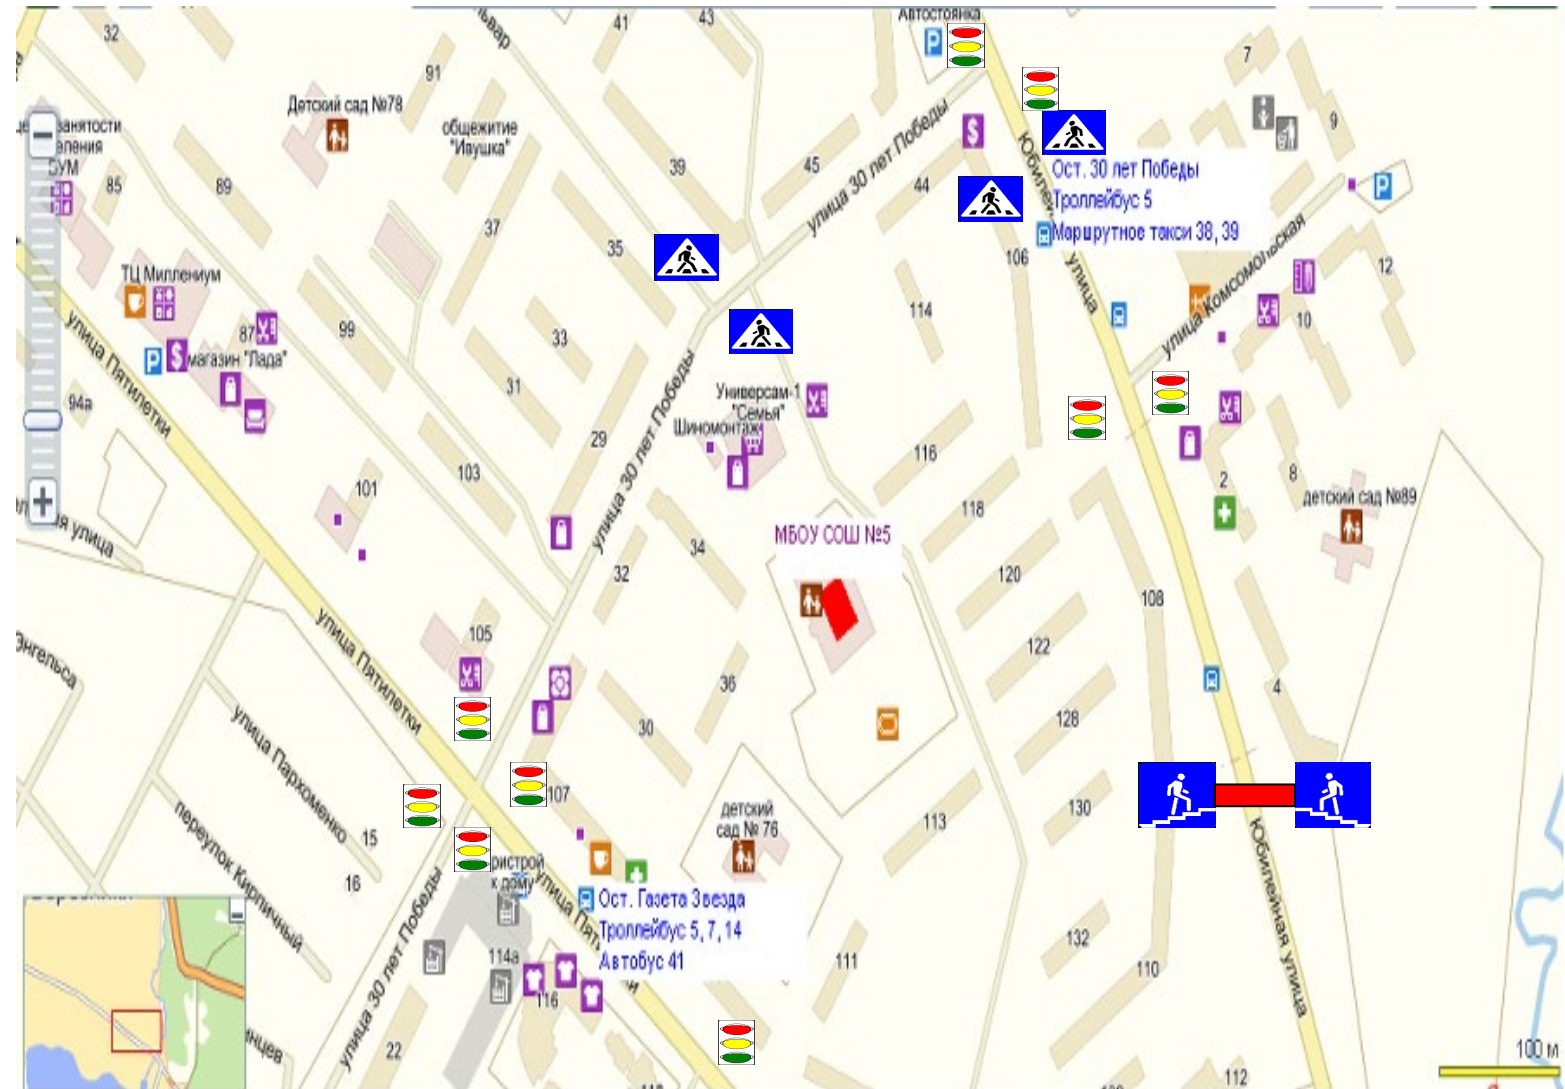 32
41
43
Автостоянка
P
7
91
Детский сад №78
общежитие
"Ивушка"
9
39
45
улица 30 лет Победы
44
$
Ост. 30 лет Победы
Троллейбус 5
Маршрутное такси 38, 39
P
занятости
85
89
37
35
106
улица
улица Комсомольская
12
ТЦ Миллениум
87
99
33
114
10
P
$
магазин "Лада"
улица Пятилетки
94а
31
29
Универсам-1
"Семья"
Шиномонтаж
улица 30 лет Победы
103
101
116
2
8
118
детский сад №89
улица
34
32
МБОУ СОШ №5
120
108
105
122
улица Пятилетки
Энгельса
36
30
4
128
улица Пархоменко
переулок Кирпичный
15
16
107
детский
сад № 76
113
130
Юбилейная улица
к дому
улица 30 лет Победы
Ост. Газета Звезда
Троллейбус 5, 7, 14
Автобус 41
114а
116
111
132
110
22
112
100 м